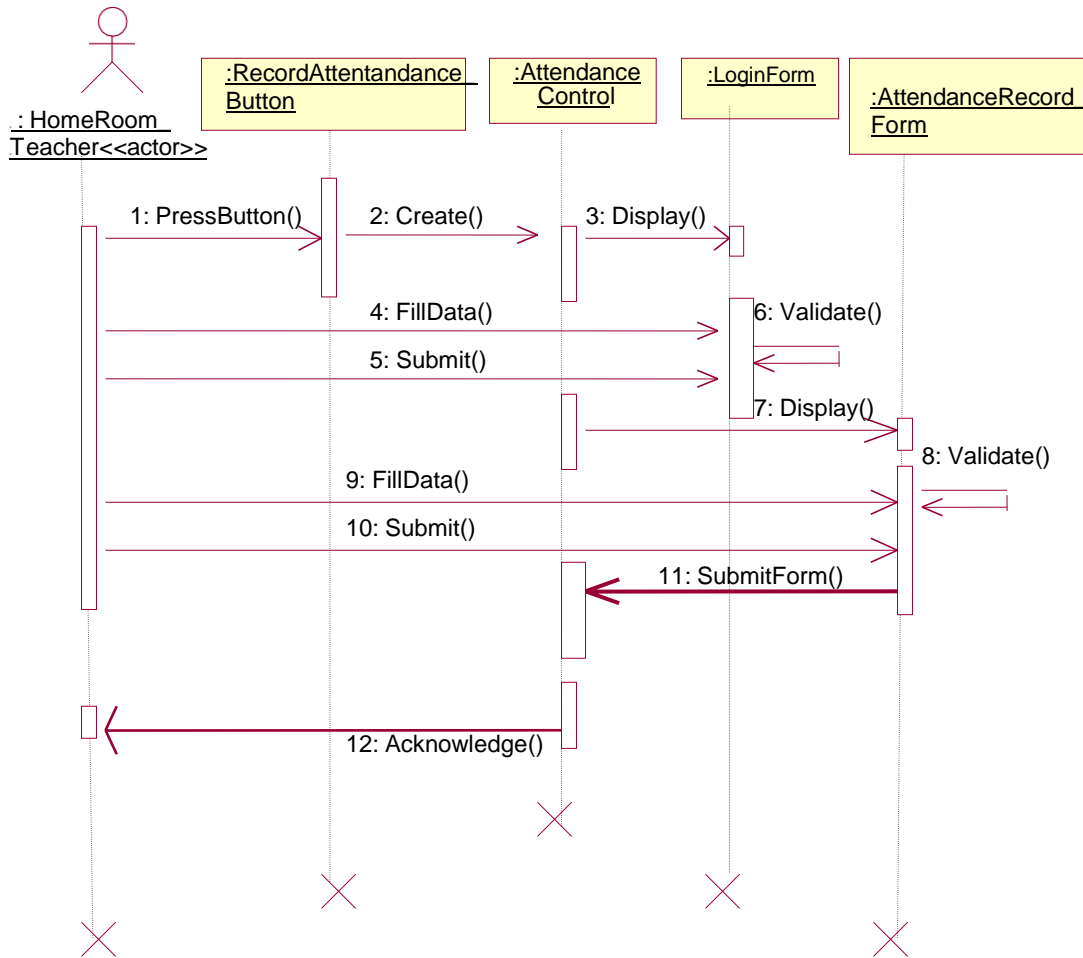 :RecordAttentandance_
Button
:Attendance
Control
:LoginForm
:AttendanceRecord_
Form
: HomeRoom_
Teacher<<actor>>
1: PressButton()
2: Create()
3: Display()
4: FillData()
6: Validate()
5: Submit()
7: Display()
8: Validate()
9: FillData()
10: Submit()
11: SubmitForm()
12: Acknowledge()